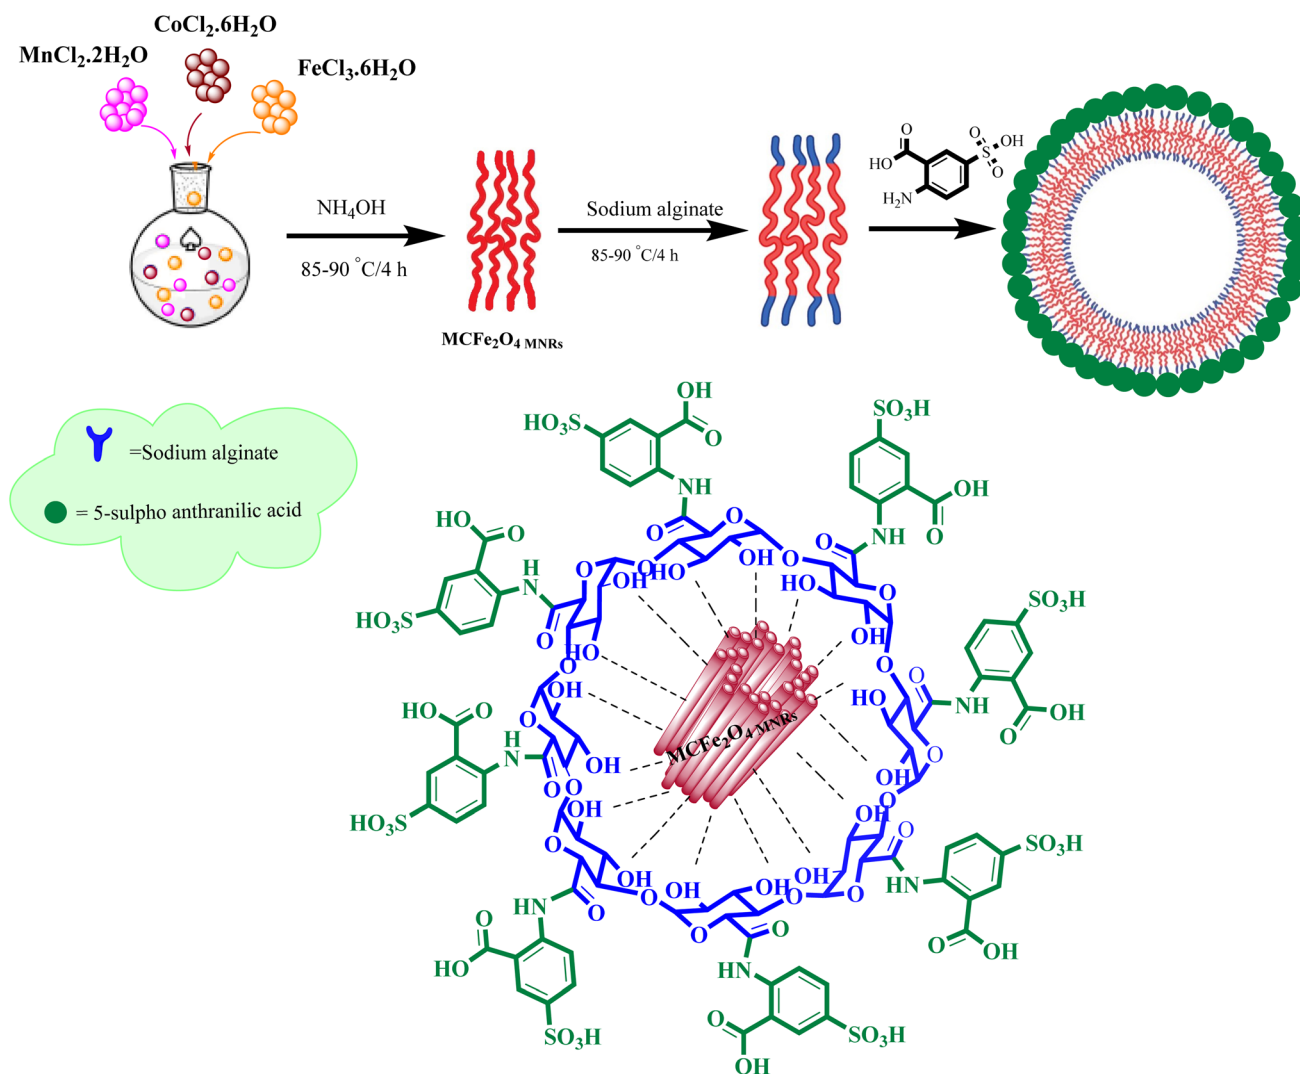 CoCl₂.6H₂O
MnCl₂.2H₂O
FeCl₃.6H₂O
NH₄OH
85-90 °C/4 h
MCFe₂O₄ MNRs
Sodium alginate
85-90 °C/4 h
O
HO
H₂N
O
S
O
OH
=Sodium alginate
= 5-sulpho anthranilic acid
OH
O
HO₃S
NH
O
O
OH
HO
O
SO₃H
OH
O
NH
O
HO
O
OH
O
HO
O
H
N
HO₃S
O
O
OH
HO
O
SO₃H
O
HN
O
OH
HO
O
OH
O
HO
O
H
N
HO₃S
O
O
OH
OH
O
MCFe₂O₄ MNRs
OH
O
OH
O
SO₃H
HN
O
OH
O
OH
O
OH
HN
O
O
HO
SO₃H
OH
OH
O
O
O
HN
O
OH
SO₃H